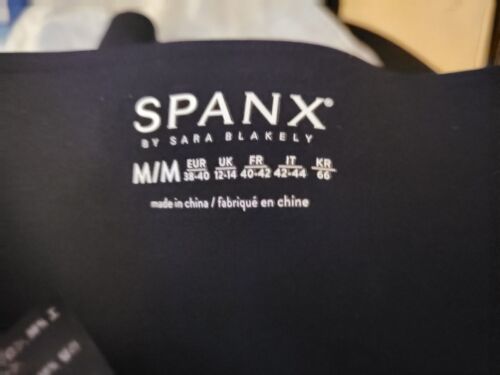 SPANX®
BY SARA BLAKELY
M/M EUR 38-40 UK 12-14 FR 40-42 IT 42-44 KR 66
made in china / fabriqué en chine